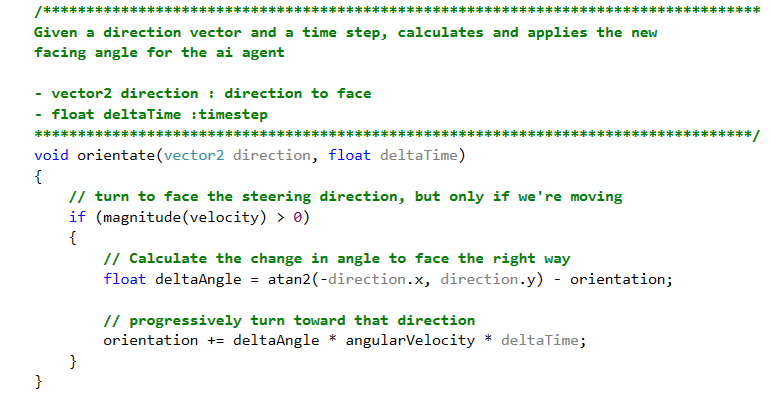 /***********************************************************************************
Given a direction vector and a time step, calculates and applies the new
facing angle for the ai agent
- vector2 direction : direction to face
- float deltaTime :timestep
***********************************************************************************/
void orientate(vector2 direction, float deltaTime)
{
// turn to face the steering direction, but only if we're moving
if (magnitude(velocity) > 0)
{
// Calculate the change in angle to face the right way
float deltaAngle = atan2(-direction.x, direction.y) - orientation;
// progressively turn toward that direction
orientation += deltaAngle * angularVelocity * deltaTime;
}
}